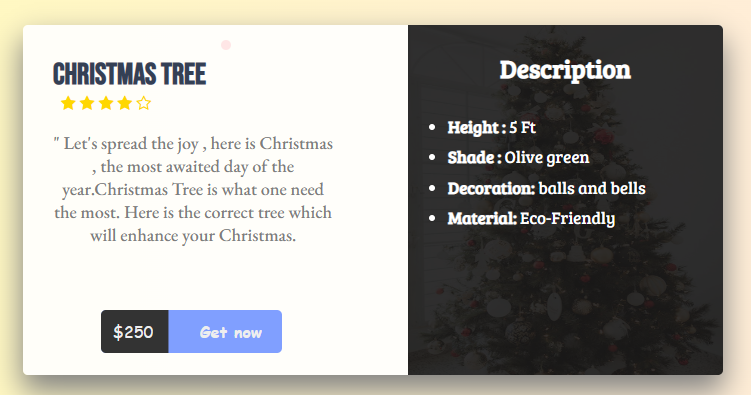 CHRISTMAS TREE
" Let's spread the joy , here is Christmas
, the most awaited day of the
year.Christmas Tree is what one need
the most. Here is the correct tree which
will enhance your Christmas.
$250
Get now
Description
Height : 5 Ft
Shade : Olive green
Decoration: balls and bells
Material: Eco-Friendly